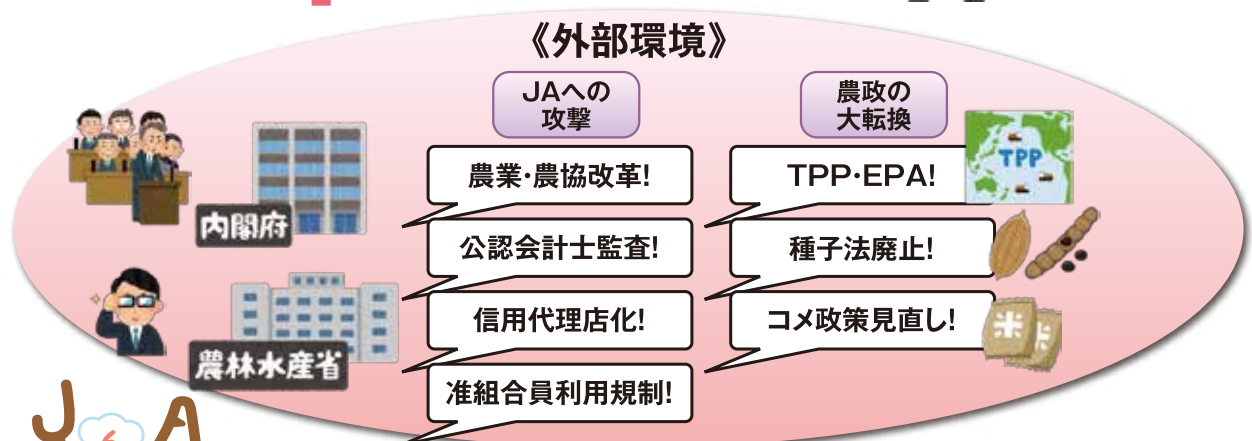 《外部環境》
JAへの
攻撃
農政の
大転換
農業・農協改革!
公認会計士監査!
信用代理店化!
准組合員利用規制!
TPP・EPA!
種子法廃止!
コメ政策見直し!
TPP
米
米
内閣府
農林水産省
J A